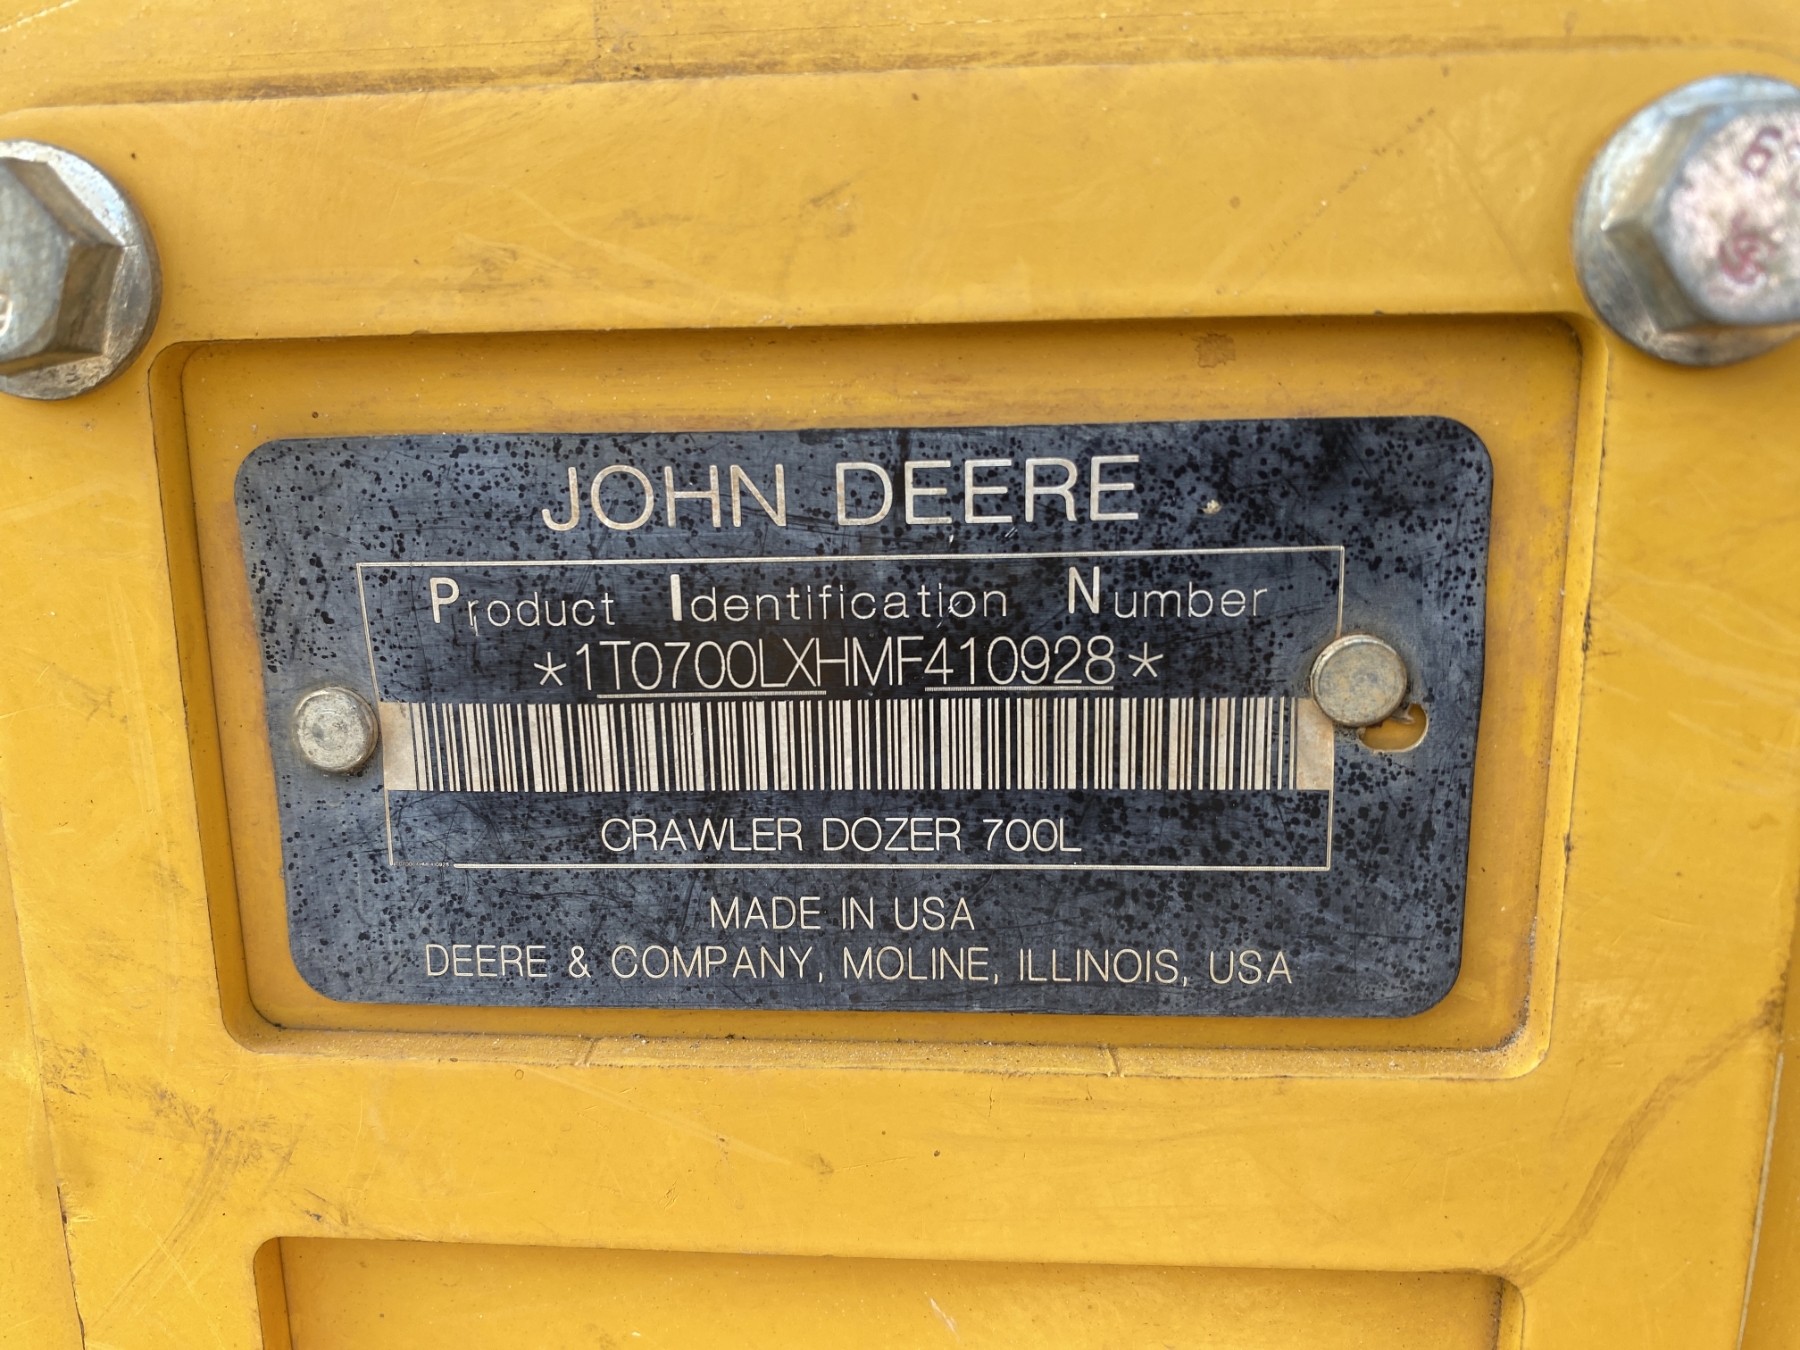 JOHN DEERE
Product Identification Number
*1T0700LXHMF410928*
CRAWLER DOZER 700L
MADE IN USA
DEERE & COMPANY, MOLINE, ILLINOIS, USA